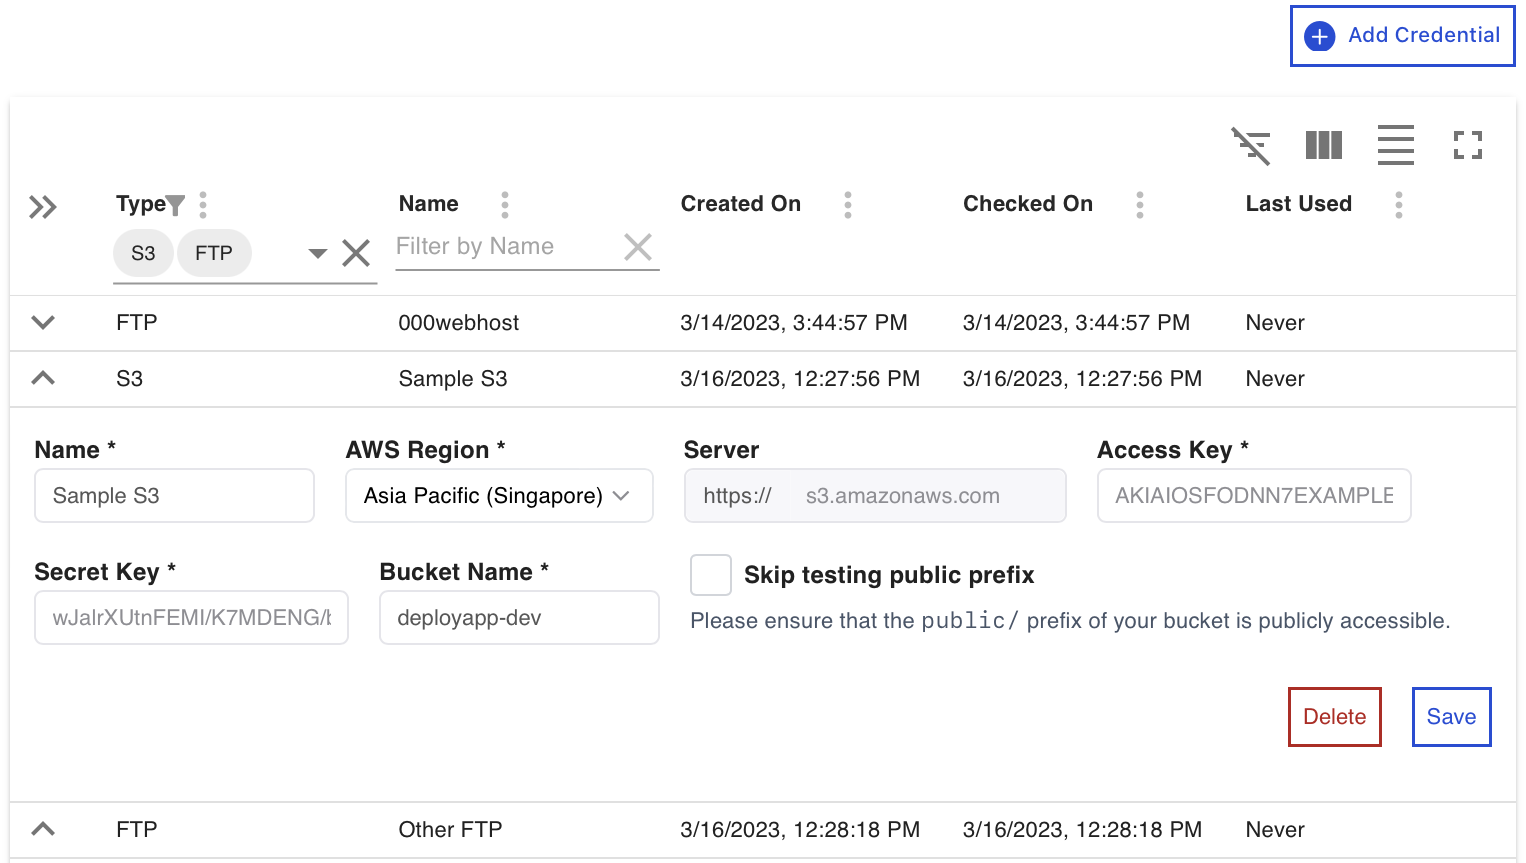 Add Credential
Type Name Created On Checked On Last Used
S3 FTP Filter by Name
FTP 000webhost 3/14/2023, 3:44:57 PM 3/14/2023, 3:44:57 PM Never
S3 Sample S3 3/16/2023, 12:27:56 PM 3/16/2023, 12:27:56 PM Never
Name * AWS Region * Server Access Key *
Sample S3 Asia Pacific (Singapore) https:// s3.amazonaws.com AKIAIOSFODNN7EXAMPLE
Secret Key * Bucket Name * Skip testing public prefix
wJalrXUtnFEMI/K7MDENG/b deployapp-dev Please ensure that the public/ prefix of your bucket is publicly accessible.
Delete Save
FTP Other FTP 3/16/2023, 12:28:18 PM 3/16/2023, 12:28:18 PM Never